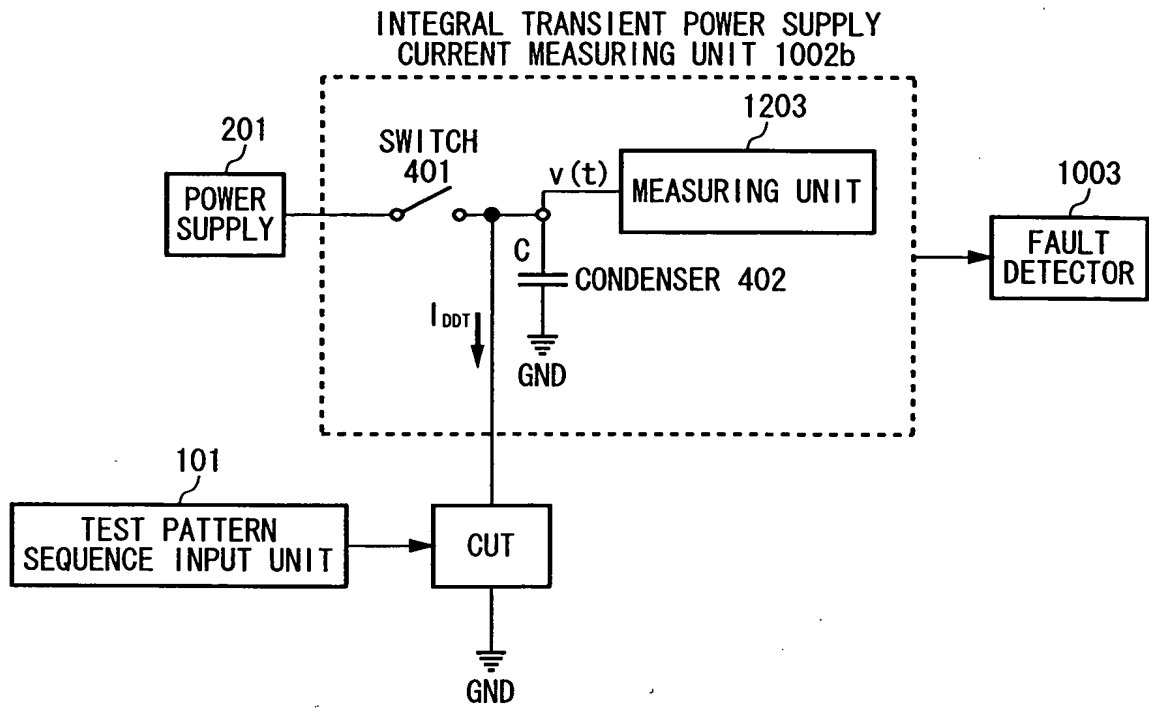 INTEGRAL TRANSIENT POWER SUPPLY
CURRENT MEASURING UNIT 1002b
201
POWER
SUPPLY
SWITCH
401
v(t)
1203
MEASURING UNIT
1003
FAULT
DETECTOR
C
CONDENSER 402
GND
IDDT
101
TEST PATTERN
SEQUENCE INPUT UNIT
CUT
GND